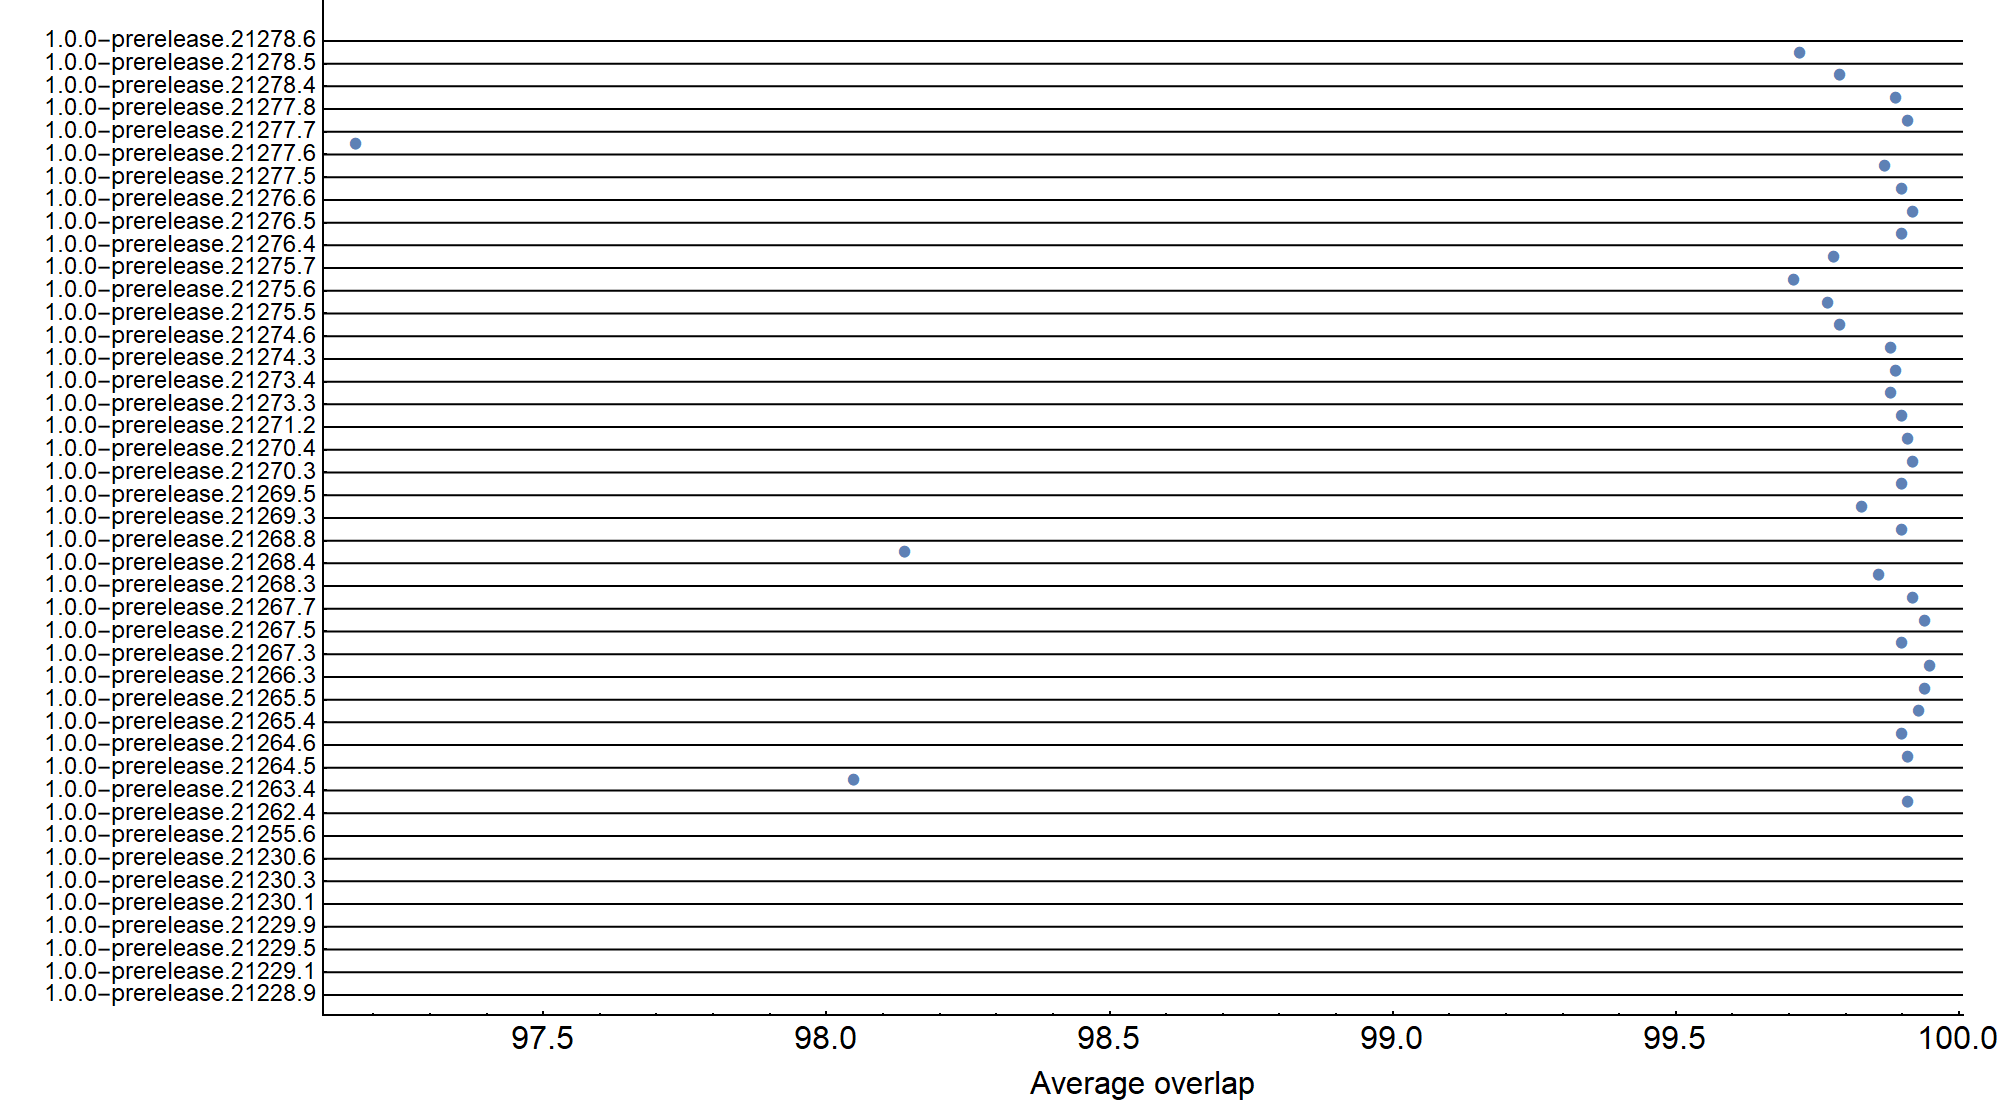 1.0.0-prerelease.21278.6
1.0.0-prerelease.21278.5
1.0.0-prerelease.21278.4
1.0.0-prerelease.21277.8
1.0.0-prerelease.21277.7
1.0.0-prerelease.21277.6
1.0.0-prerelease.21277.5
1.0.0-prerelease.21276.6
1.0.0-prerelease.21276.5
1.0.0-prerelease.21276.4
1.0.0-prerelease.21275.7
1.0.0-prerelease.21275.6
1.0.0-prerelease.21275.5
1.0.0-prerelease.21274.6
1.0.0-prerelease.21274.3
1.0.0-prerelease.21273.4
1.0.0-prerelease.21273.3
1.0.0-prerelease.21271.2
1.0.0-prerelease.21270.4
1.0.0-prerelease.21270.3
1.0.0-prerelease.21269.5
1.0.0-prerelease.21269.3
1.0.0-prerelease.21268.8
1.0.0-prerelease.21268.4
1.0.0-prerelease.21268.3
1.0.0-prerelease.21267.7
1.0.0-prerelease.21267.5
1.0.0-prerelease.21267.3
1.0.0-prerelease.21266.3
1.0.0-prerelease.21265.5
1.0.0-prerelease.21265.4
1.0.0-prerelease.21264.6
1.0.0-prerelease.21264.5
1.0.0-prerelease.21263.4
1.0.0-prerelease.21262.4
1.0.0-prerelease.21255.6
1.0.0-prerelease.21230.6
1.0.0-prerelease.21230.3
1.0.0-prerelease.21230.1
1.0.0-prerelease.21229.9
1.0.0-prerelease.21229.5
1.0.0-prerelease.21229.1
1.0.0-prerelease.21228.9
97.5 98.0 98.5 99.0 99.5 100.0
Average overlap